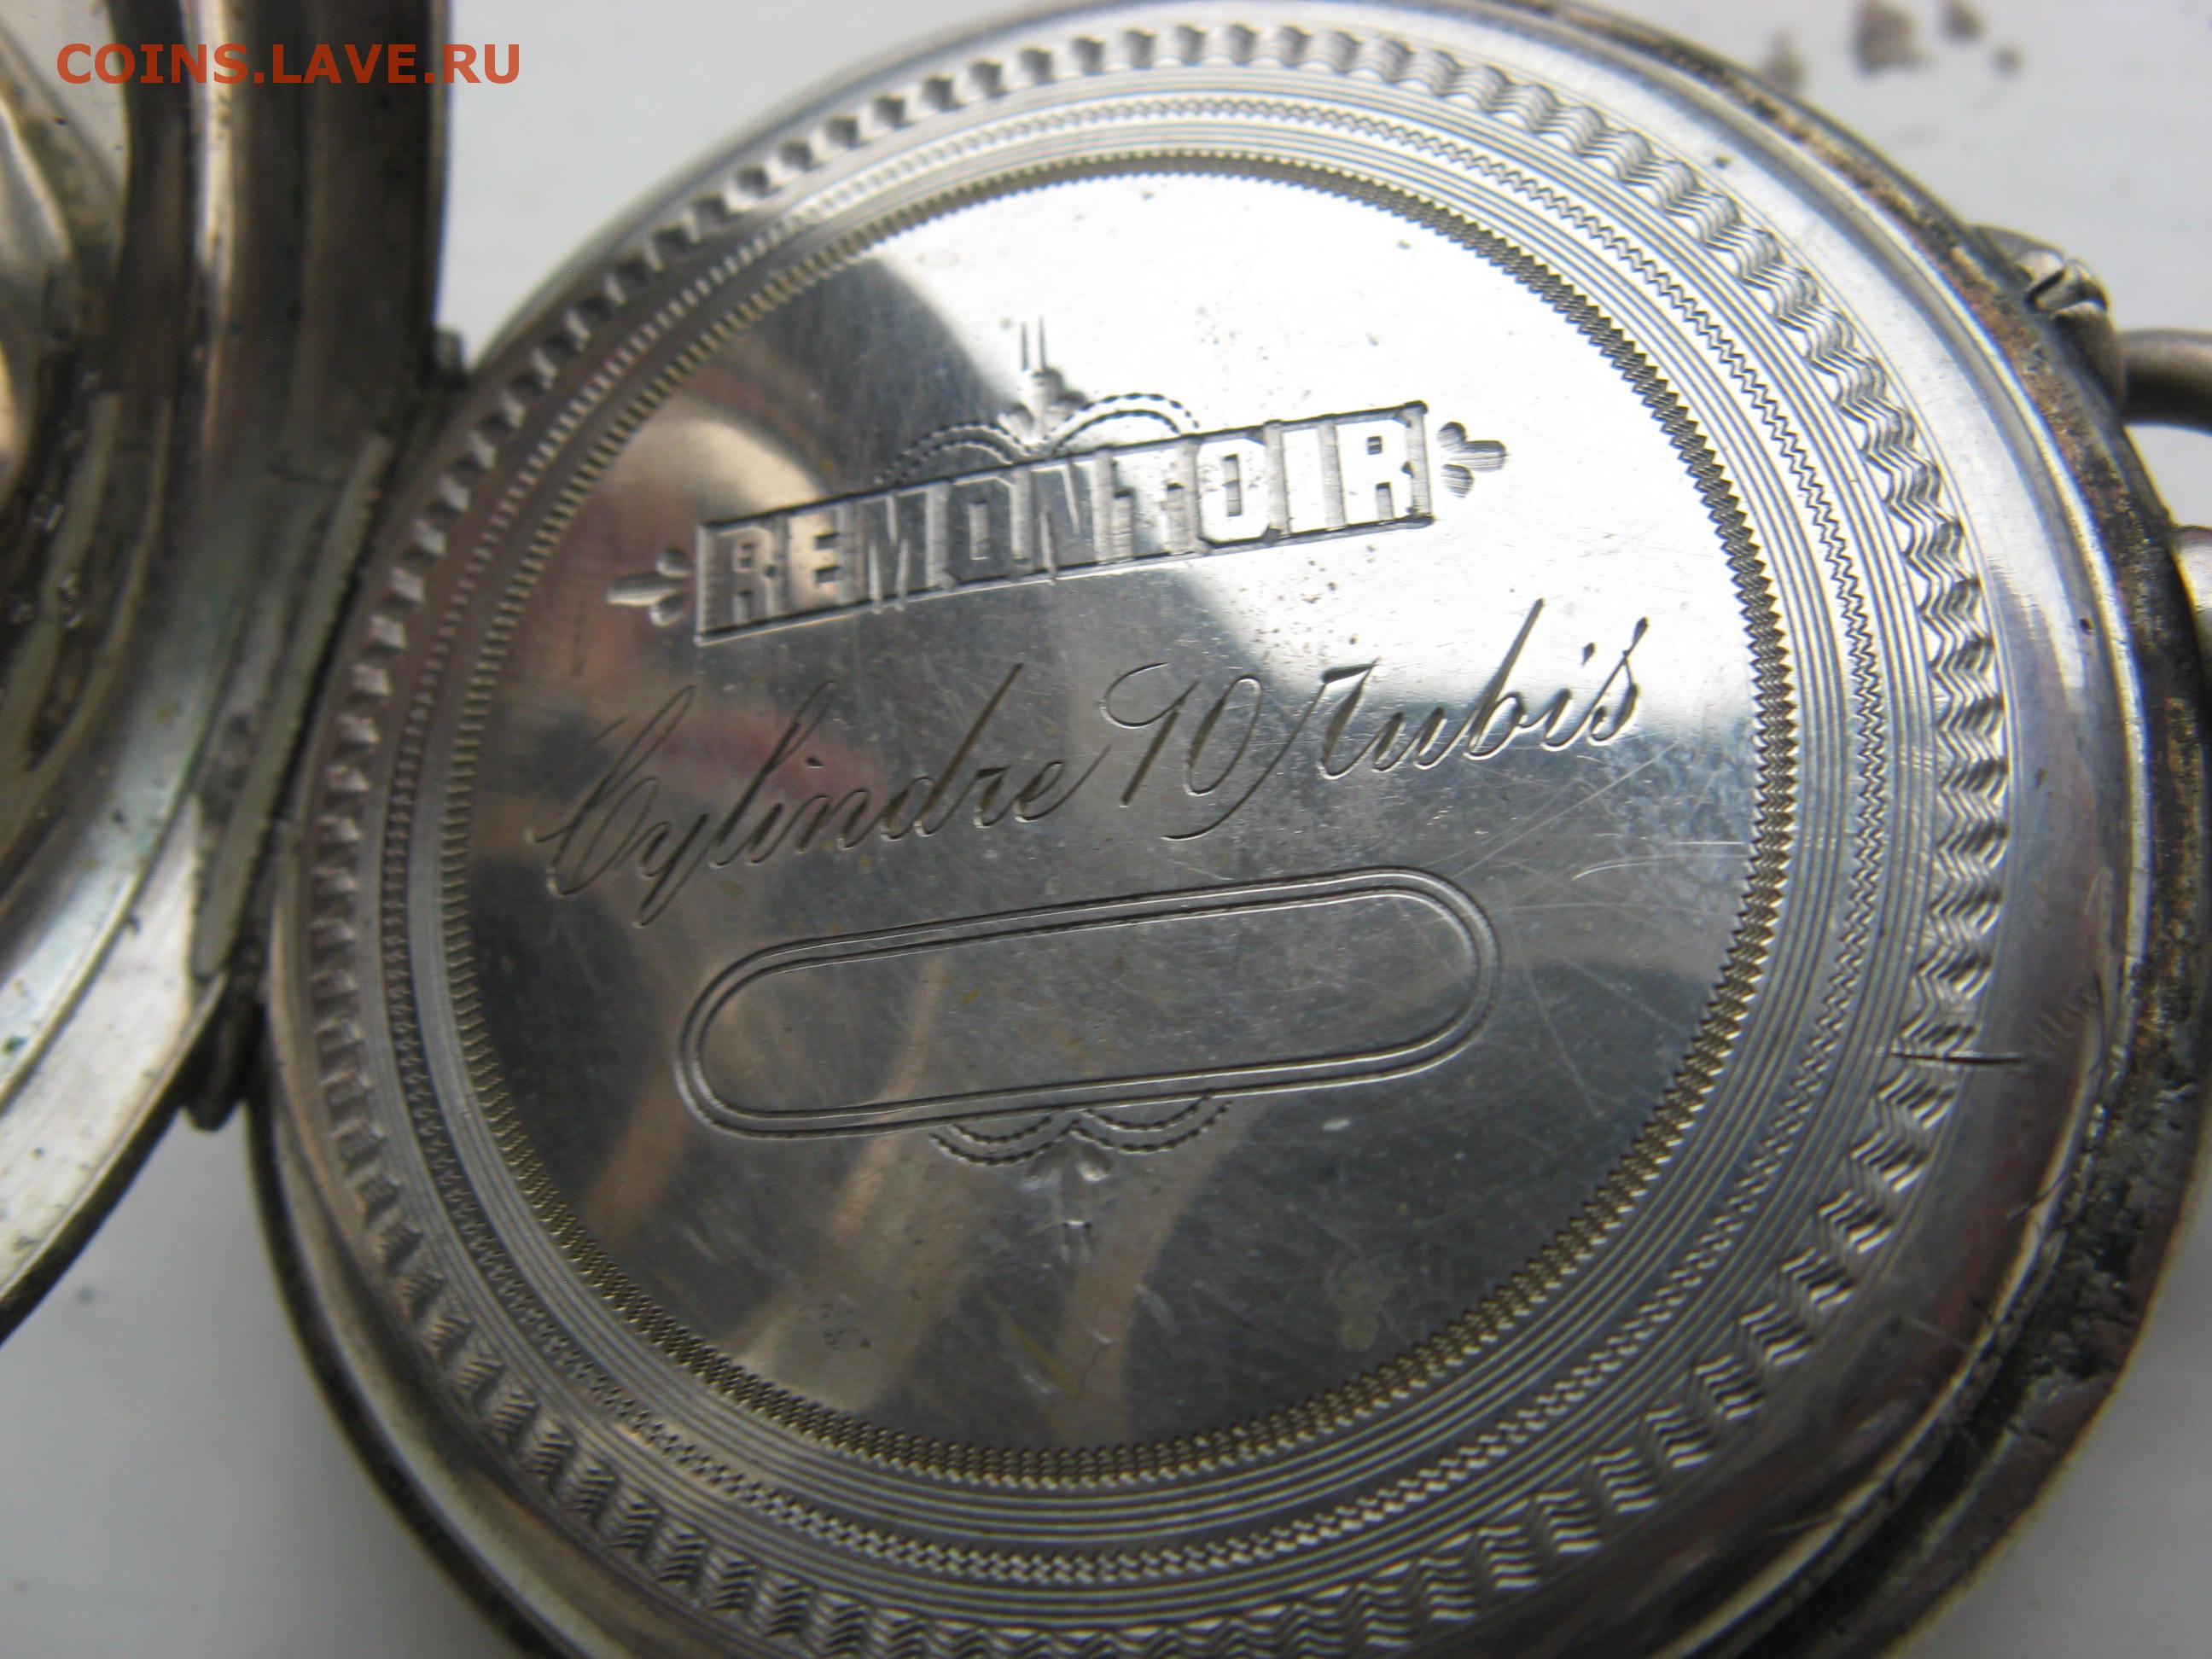 COINS.LAVE.RU
REMONTOIR
Cylindre 10 Rubis